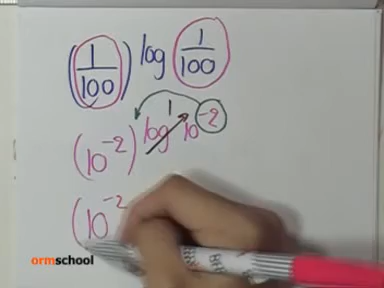 (1/100) log 1/100
(10⁻²) log 10⁻² 1
(10⁻²
ormschool